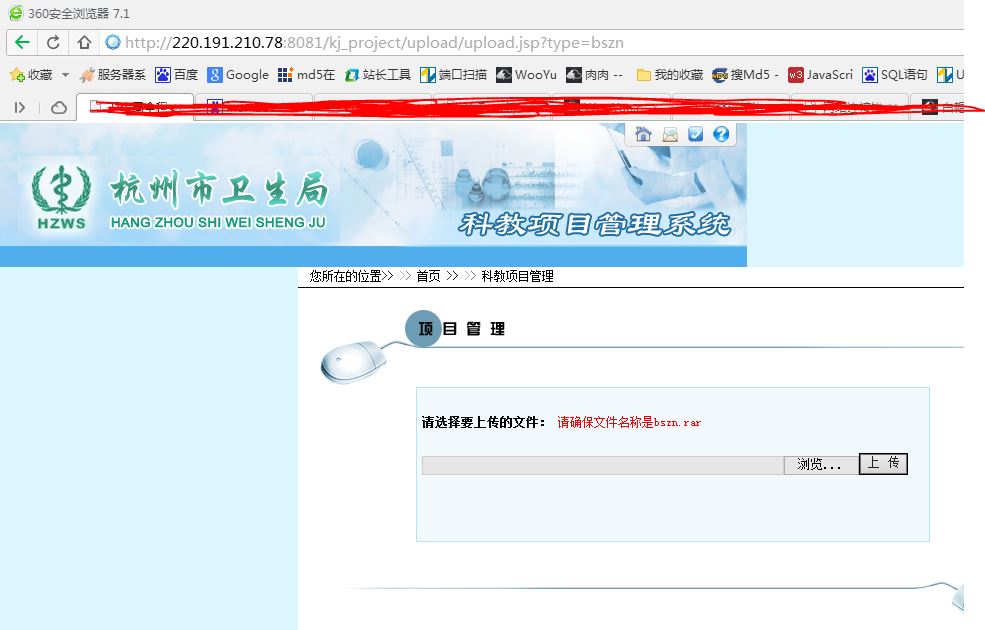 360安全浏览器 7.1
http://220.191.210.78:8081/kj_project/upload/upload.jsp?type=bszn
收藏 服务器系 百度 Google md5在 站长工具 端口扫描 WooYu 肉肉 -- 我的收藏 搜Md5 - JavaScri SQL语句 U
HZWS
杭州市卫生局
HANG ZHOU SHI WEI SHENG JU
科教项目管理系统
您所在的位置>> >> 首页 >> >> 科教项目管理
项目管理
请选择要上传的文件： 请确保文件名称是bszn.rar
浏览... 上 传